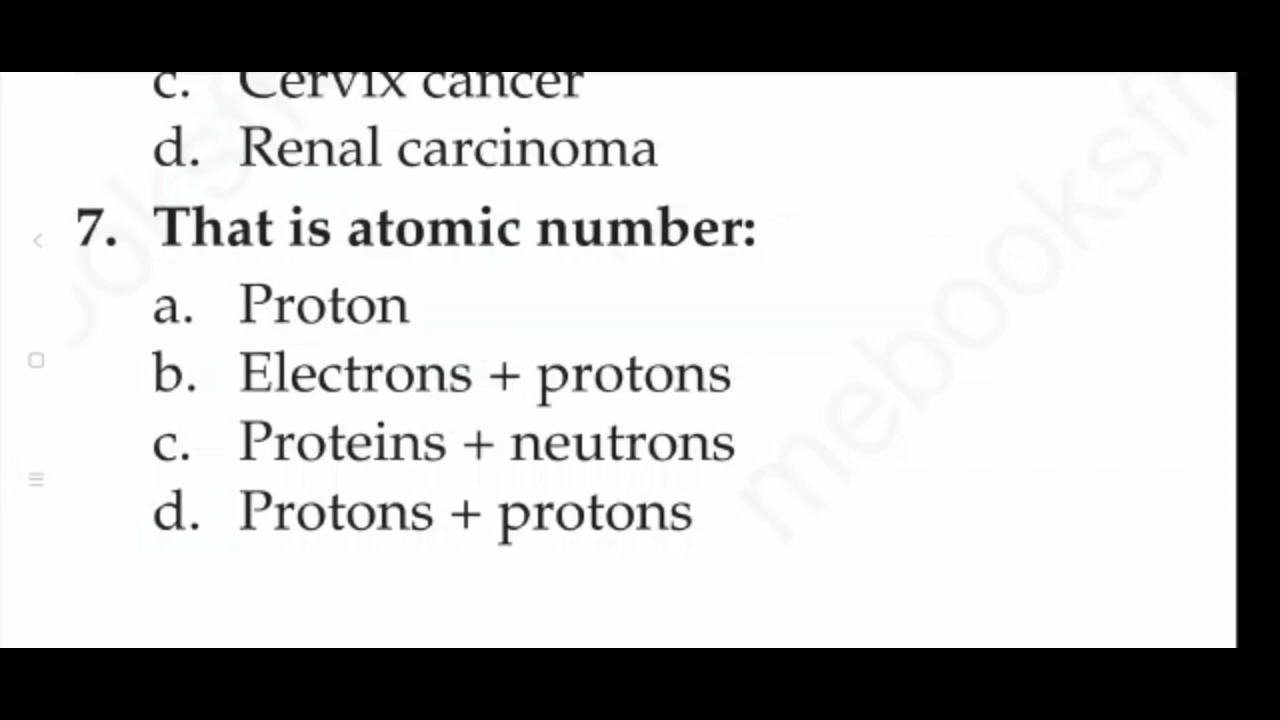 c. Cervix cancer
d. Renal carcinoma
7. That is atomic number:
a. Proton
b. Electrons + protons
c. Proteins + neutrons
d. Protons + protons